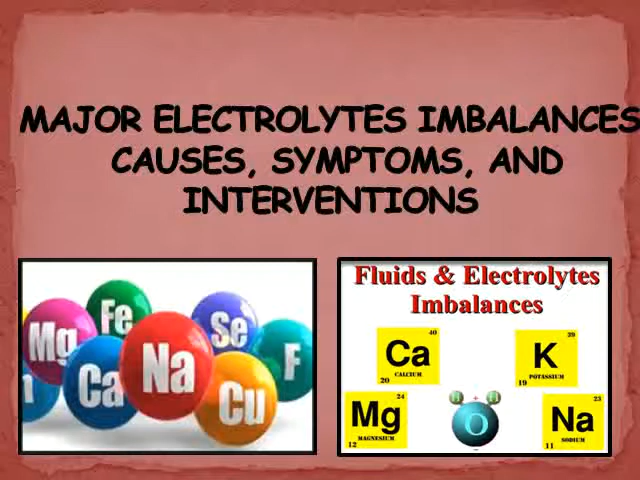 MAJOR ELECTROLYTES IMBALANCES
CAUSES, SYMPTOMS, AND
INTERVENTIONS
Mg
Fe
Ca
Na
Se
Cu
F
Fluids & Electrolytes
Imbalances
40
Ca
CALCIUM
20
39
K
POTASSIUM
19
24
Mg
MAGNESIUM
12
H + H
O
-
23
Na
SODIUM
11